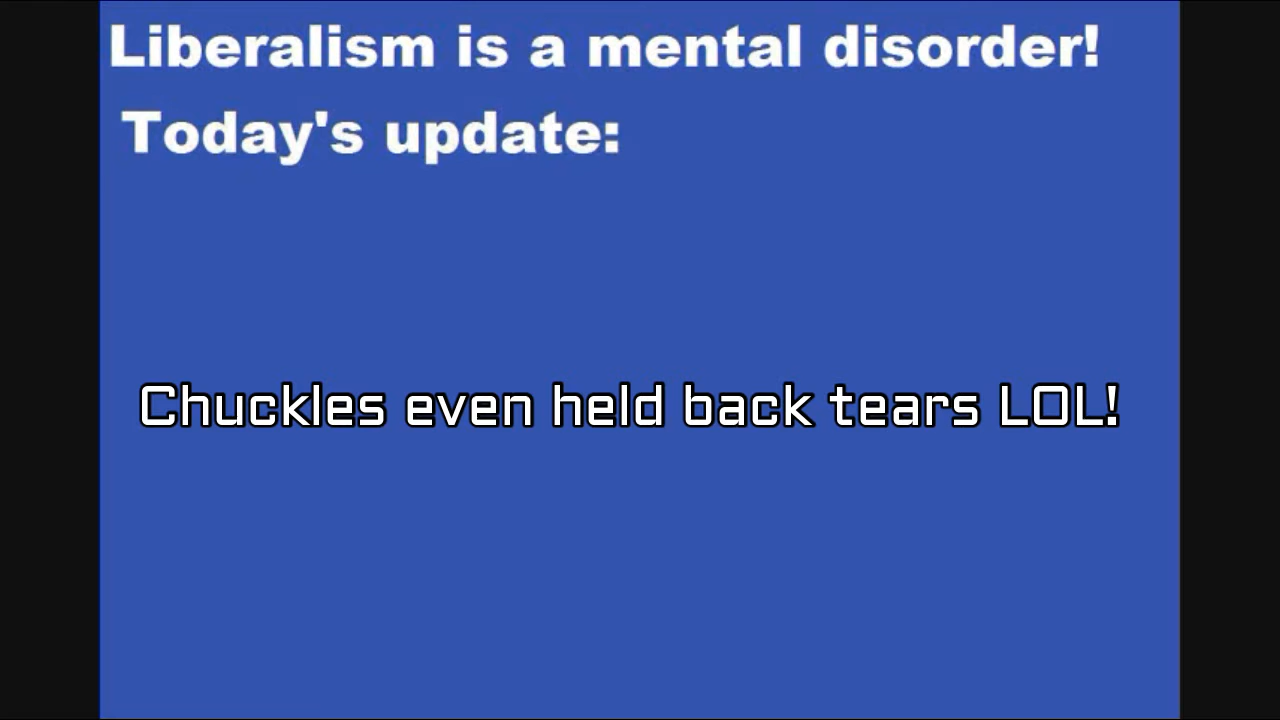 Liberalism is a mental disorder!
Today's update:
Chuckles even held back tears LOL!